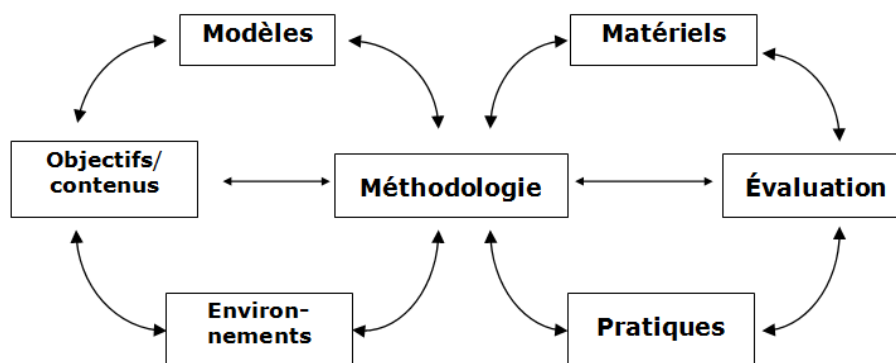 Modèles
Matériels
Objectifs/
contenus
Méthodologie
Évaluation
Environ-
nements
Pratiques